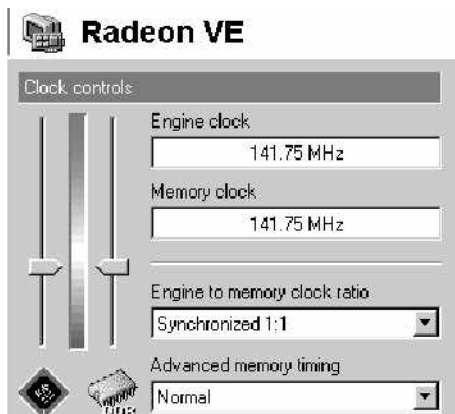 Radeon VE
Clock controls
Engine clock
141.75 MHz
Memory clock
141.75 MHz
Engine to memory clock ratio
Synchronized 1:1
Advanced memory timing
Normal